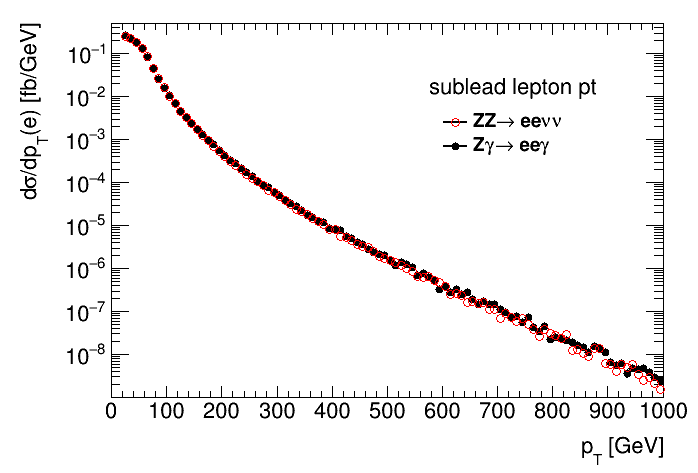 dσ/dp_T(e) [fb/GeV]
10⁻¹
10⁻²
10⁻³
10⁻⁴
10⁻⁵
10⁻⁶
10⁻⁷
10⁻⁸
sublead lepton pt
ZZ→ eeνν
Zγ→ eeγ
0 100 200 300 400 500 600 700 800 900 1000
p_T [GeV]